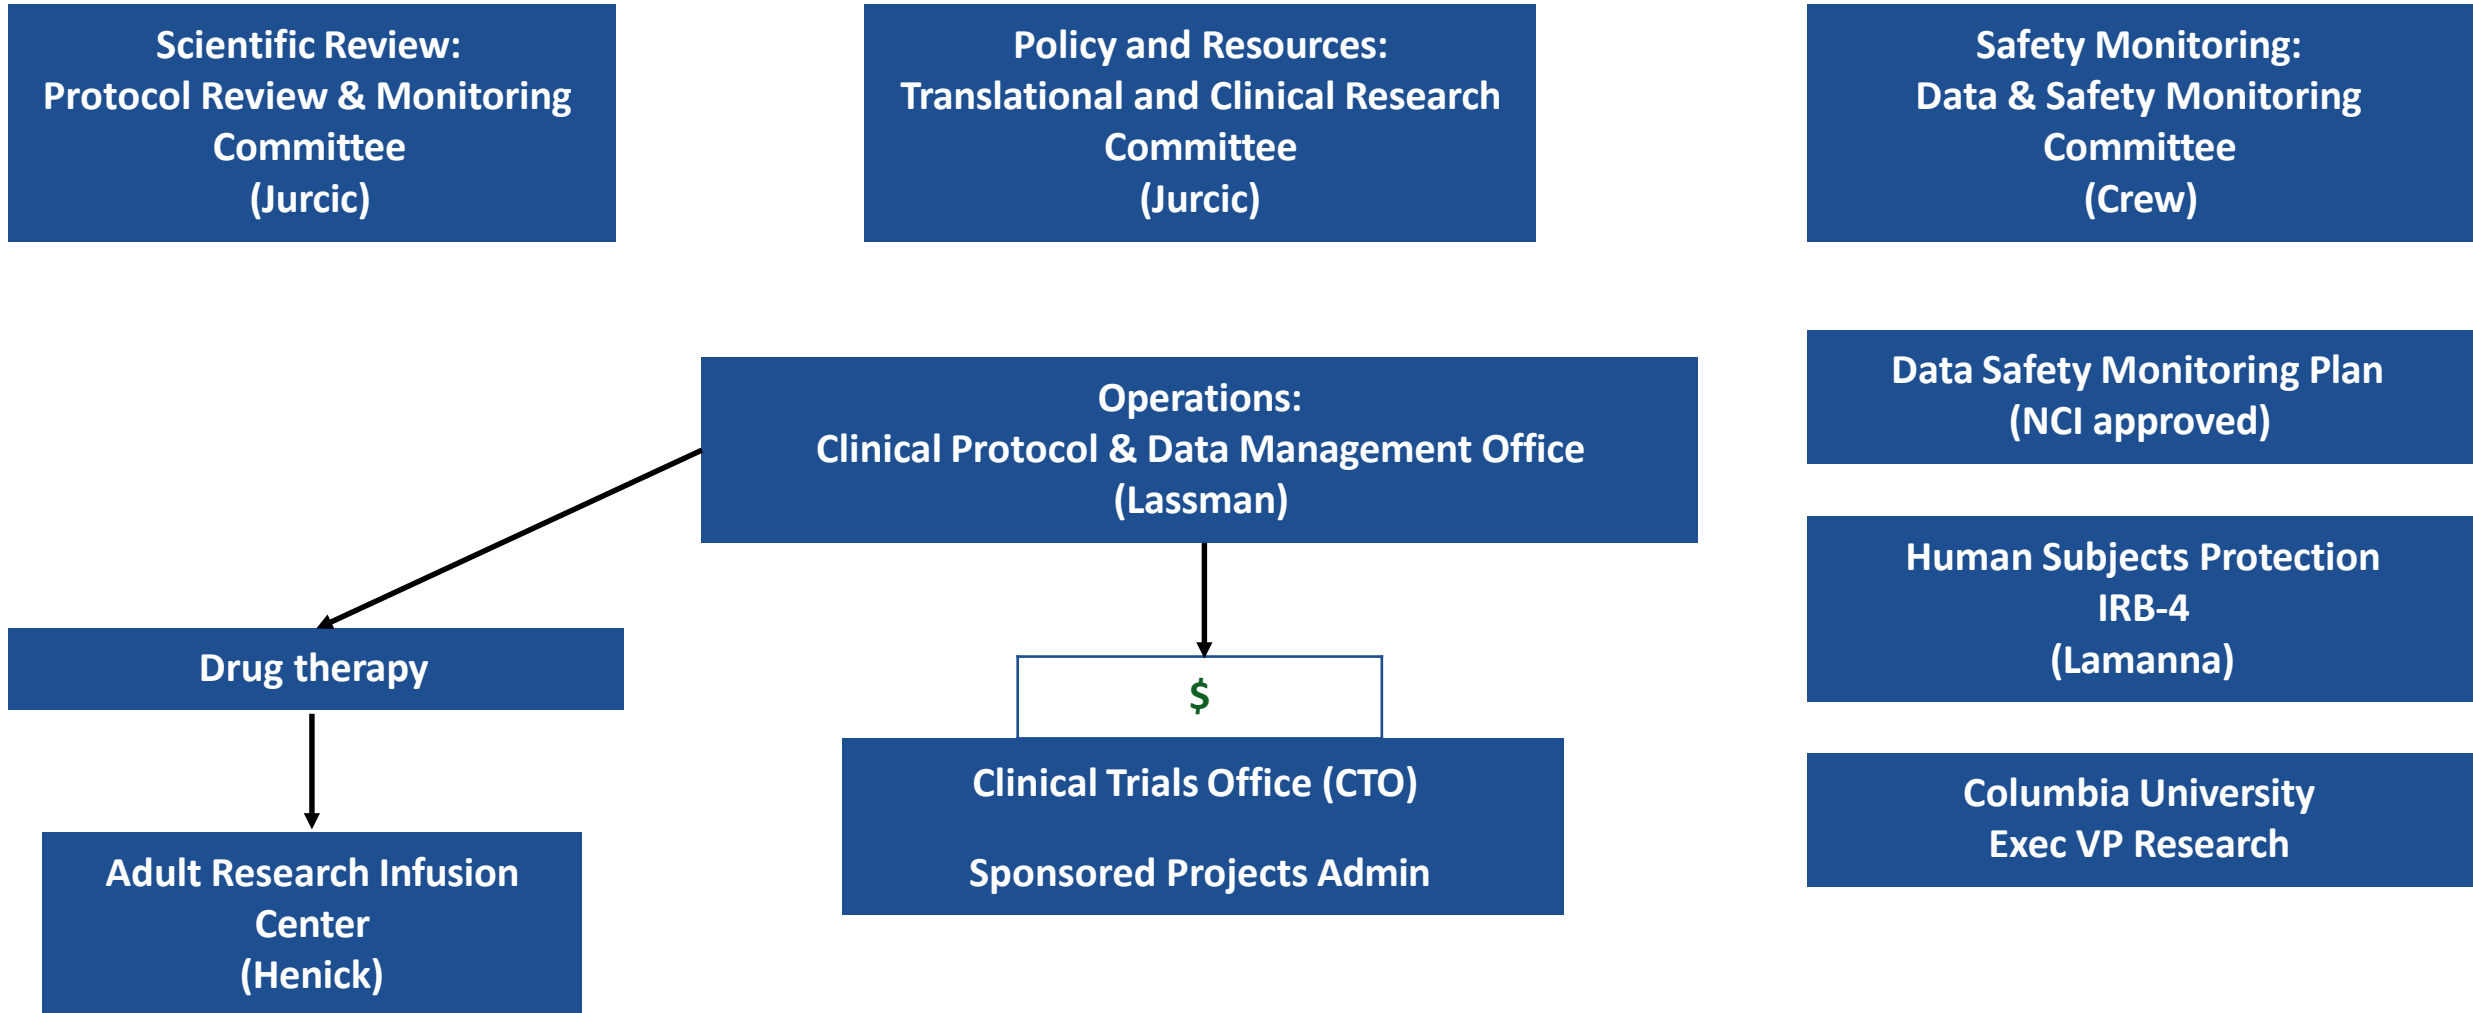 Scientific Review:
Protocol Review & Monitoring
Committee
(Jurcic)
Policy and Resources:
Translational and Clinical Research
Committee
(Jurcic)
Safety Monitoring:
Data & Safety Monitoring
Committee
(Crew)
Operations:
Clinical Protocol & Data Management Office
(Lassman)
Data Safety Monitoring Plan
(NCI approved)
Human Subjects Protection
IRB-4
(Lamanna)
Drug therapy
$
Clinical Trials Office (CTO)
Sponsored Projects Admin
Columbia University
Exec VP Research
Adult Research Infusion
Center
(Henick)